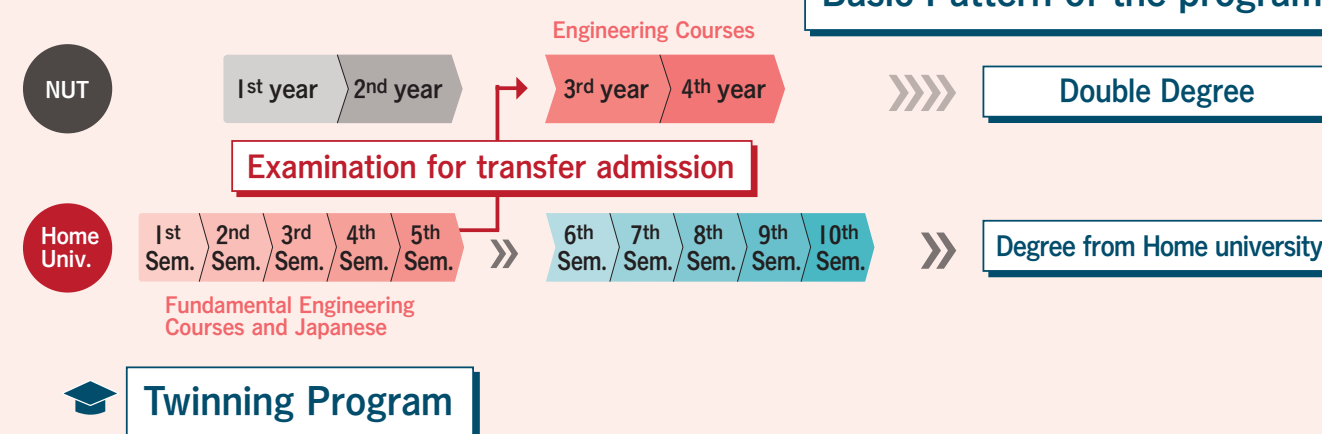 Basic Pattern of the program
Engineering Courses
NUT
1st year
2nd year
3rd year
4th year
Double Degree
Examination for transfer admission
Home
Univ.
1st
Sem.
2nd
Sem.
3rd
Sem.
4th
Sem.
5th
Sem.
6th
Sem.
7th
Sem.
8th
Sem.
9th
Sem.
10th
Sem.
Degree from Home university
Fundamental Engineering
Courses and Japanese
Twinning Program